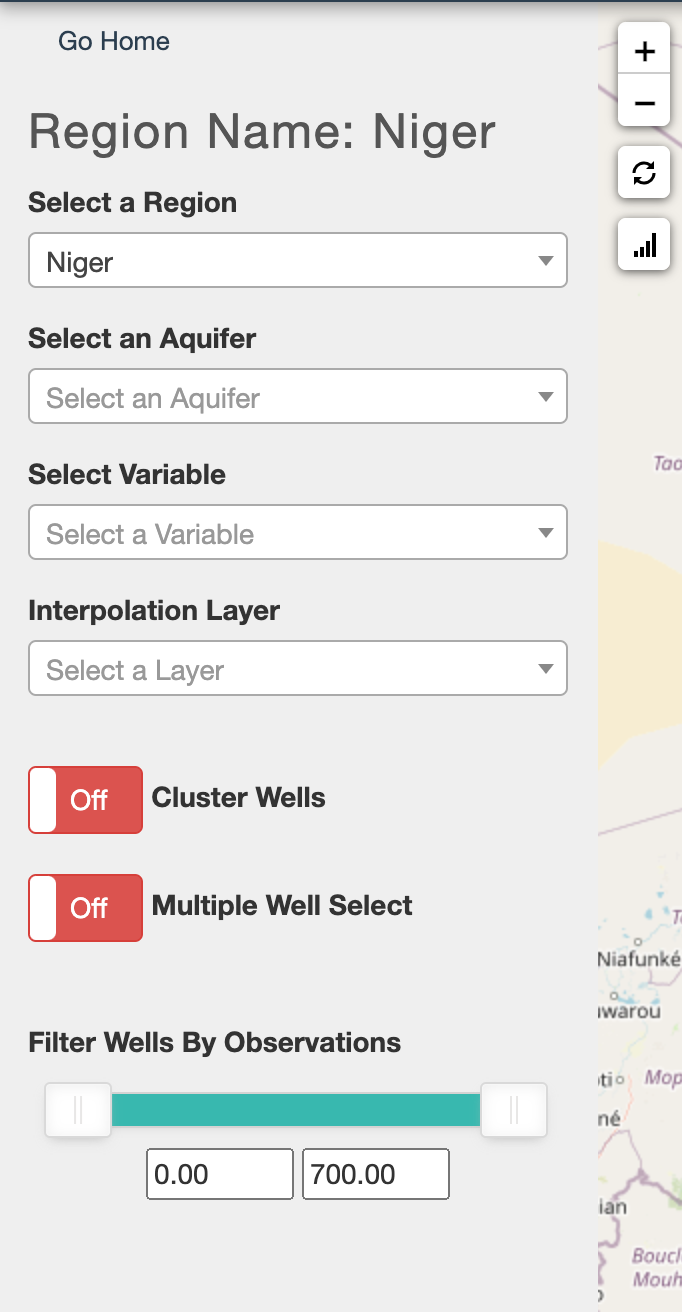 Go Home
Region Name: Niger
Select a Region
Niger
Select an Aquifer
Select an Aquifer
Select Variable
Select a Variable
Interpolation Layer
Select a Layer
Off Cluster Wells
Off Multiple Well Select
Filter Wells By Observations
0.00 700.00
+
−
Tao
Niafunké
warou
né
Mop
ian
Boucl
Mouh